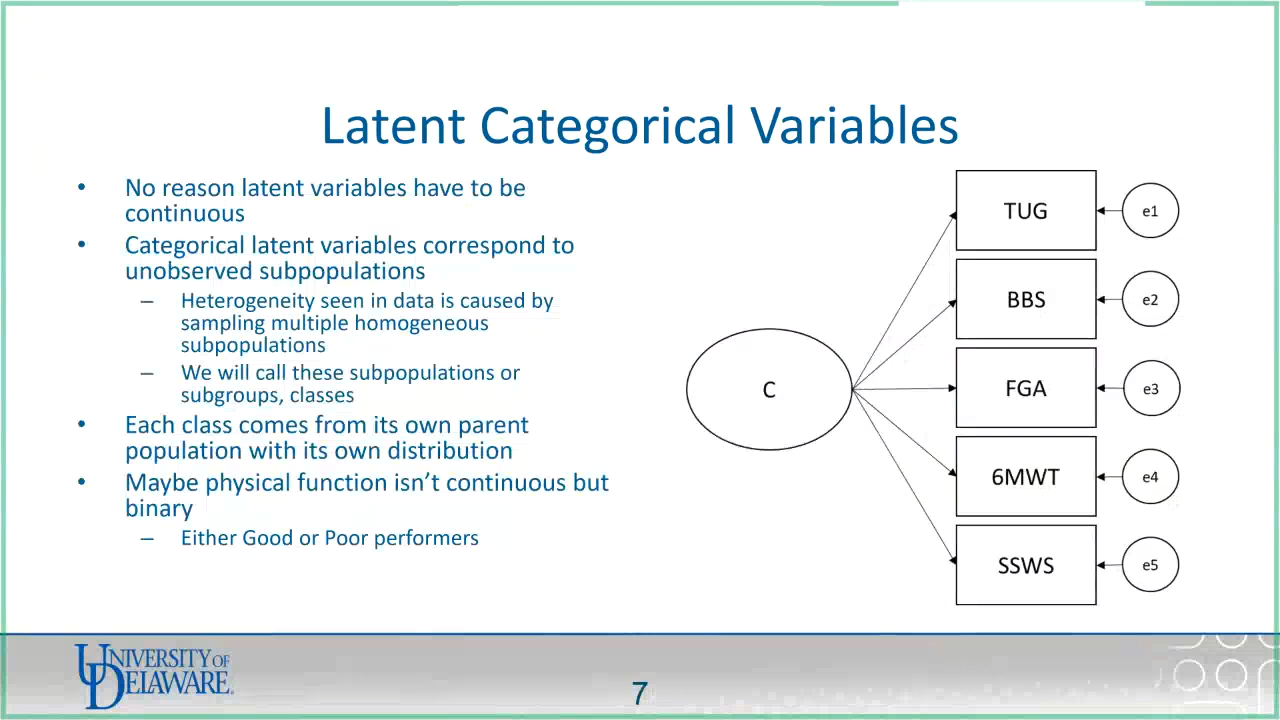 Latent Categorical Variables
• No reason latent variables have to be
continuous
• Categorical latent variables correspond to
unobserved subpopulations
– Heterogeneity seen in data is caused by
sampling multiple homogeneous
subpopulations
– We will call these subpopulations or
subgroups, classes
• Each class comes from its own parent
population with its own distribution
• Maybe physical function isn’t continuous but
binary
– Either Good or Poor performers
C
TUG
e1
BBS
e2
FGA
e3
6MWT
e4
SSWS
e5
UNIVERSITY OF
DELAWARE.
7